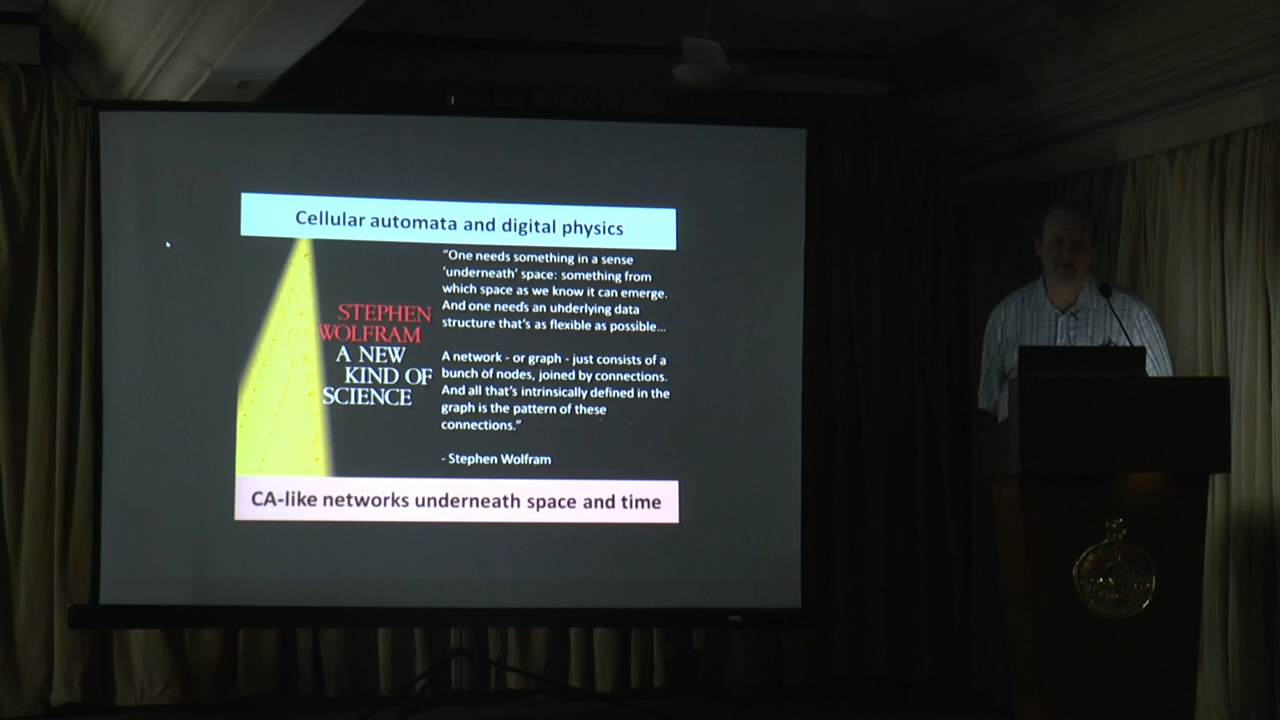 Cellular automata and digital physics
STEPHEN
WOLFRAM
A NEW
KIND OF
SCIENCE
"One needs something in a sense
'underneath' space: something from
which space as we know it can emerge.
And one needs an uhderlying data
structure that's as flexible as possible...
A network - or graph - just consists of a
bunch of nodes, joined by connections.
And all that's intrinsically defined in the
graph is the pattern of these
connections."
- Stephen Wolfram
CA-like networks underneath space and time